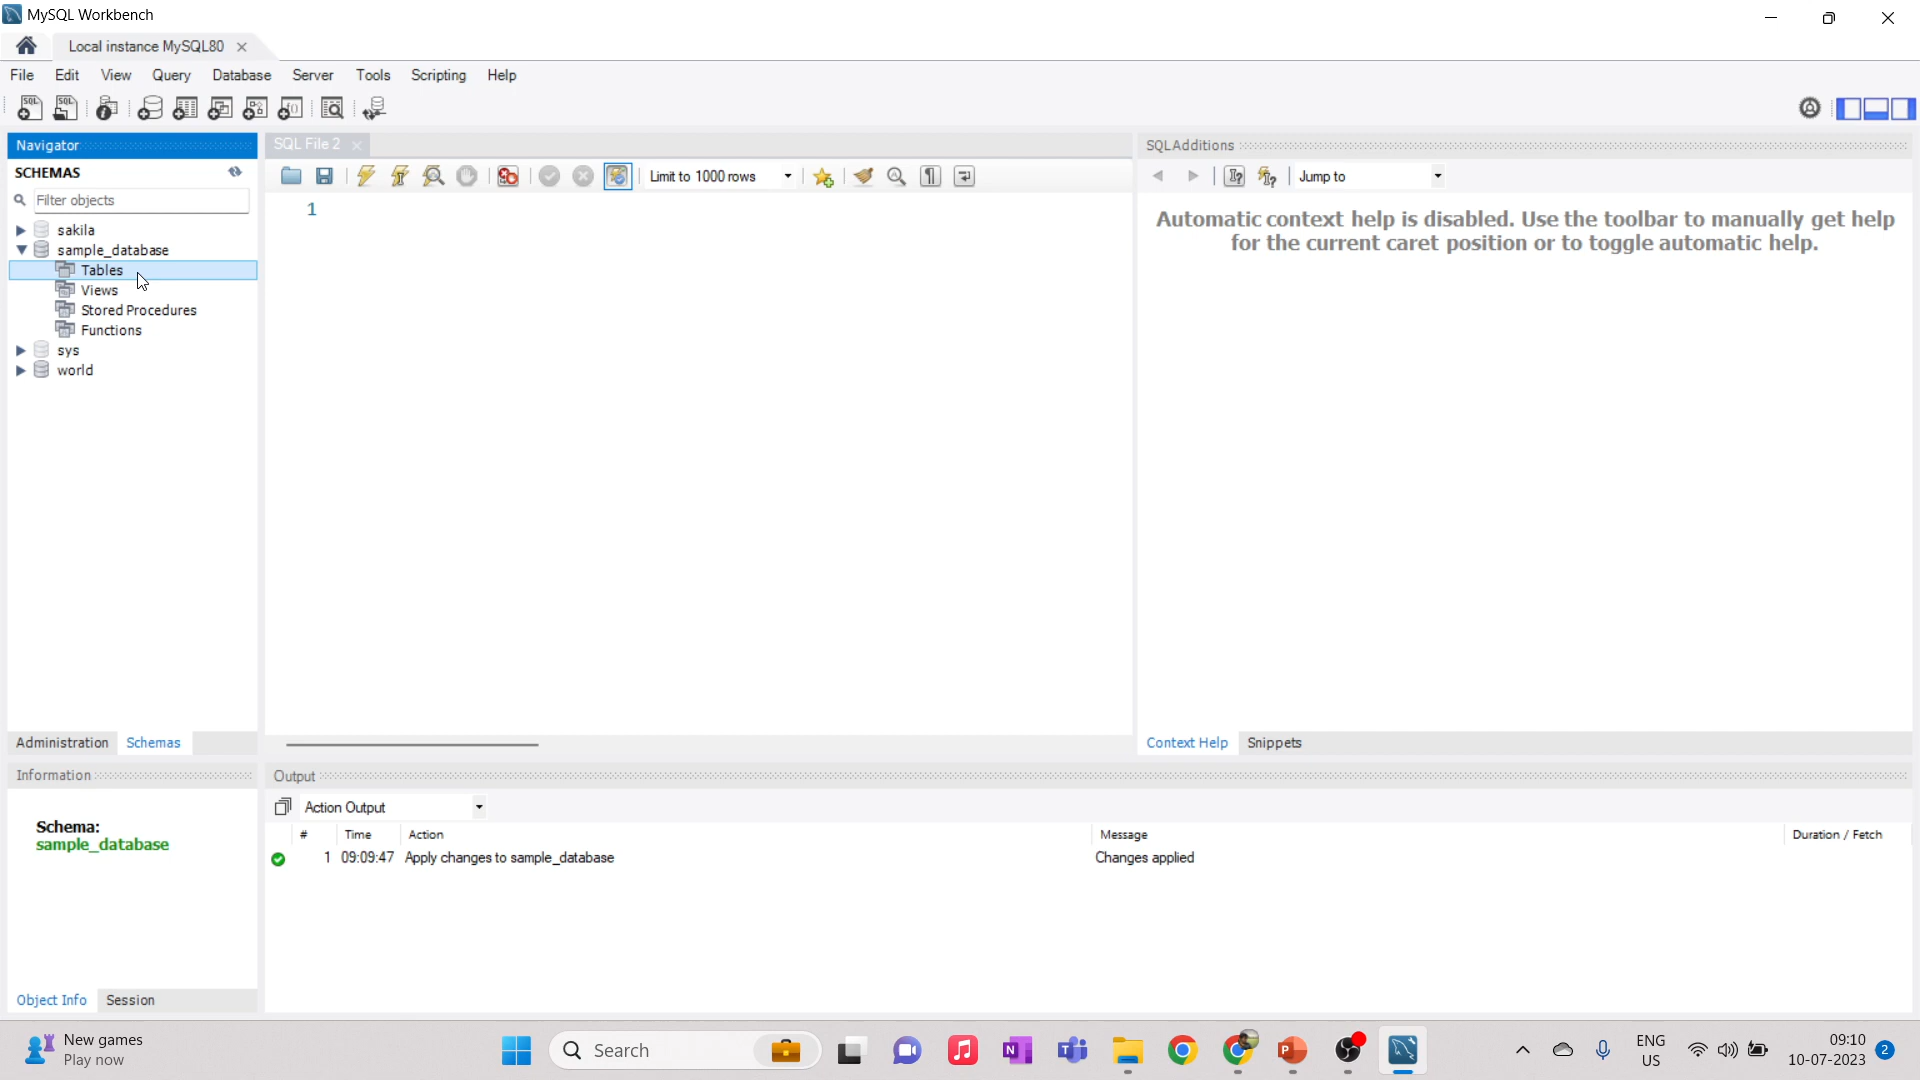 MySQL Workbench
Local instance MySQL80
File Edit View Query Database Server Tools Scripting Help
Navigator
SCHEMAS
Filter objects
sakila
sample_database
Tables
Views
Stored Procedures
Functions
sys
world
Administration Schemas
Information
Schema:
sample_database
Object Info Session
SQL File 2
Limit to 1000 rows
1
SQLAdditions
Jump to
Automatic context help is disabled. Use the toolbar to manually get help
for the current caret position or to toggle automatic help.
Context Help Snippets
Output
Action Output
# Time Action Message Duration / Fetch
1 09:09:47 Apply changes to sample_database Changes applied
New games
Play now
Search
ENG
US
09:10
10-07-2023
2